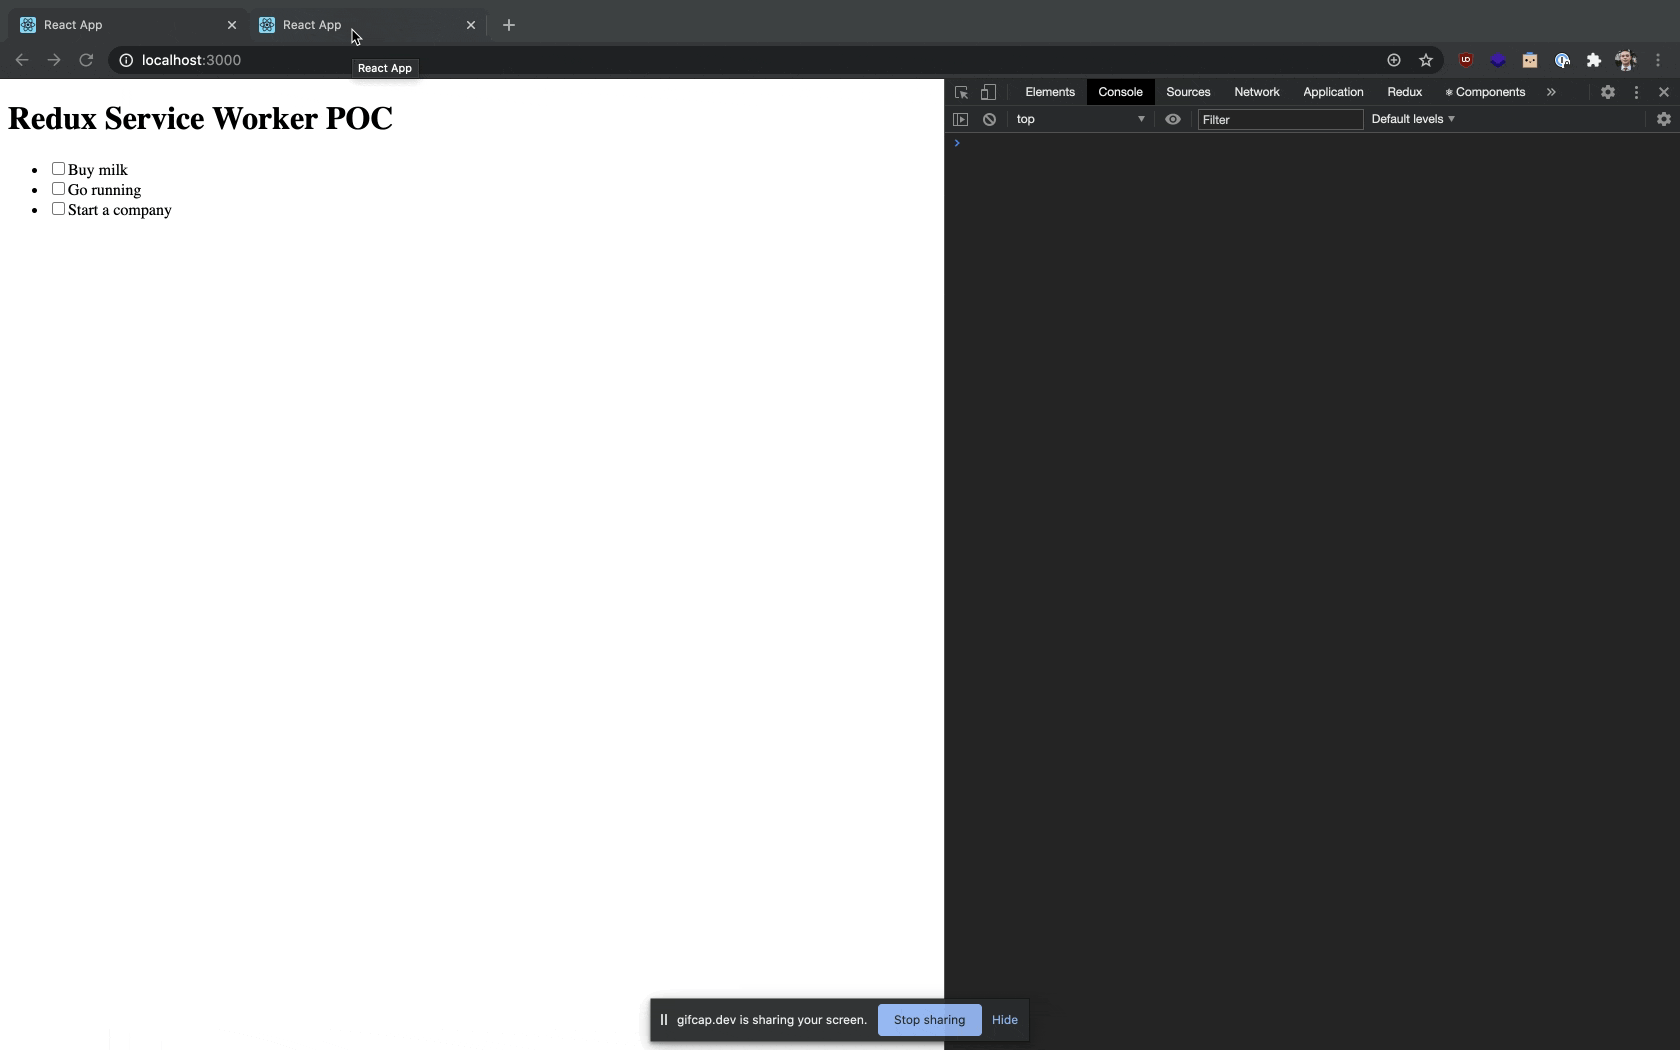 React App
React App
localhost:3000
React App
Elements Console Sources Network Application Redux Components
top Filter Default levels
Redux Service Worker POC
Buy milk
Go running
Start a company
gifcap.dev is sharing your screen. Stop sharing Hide